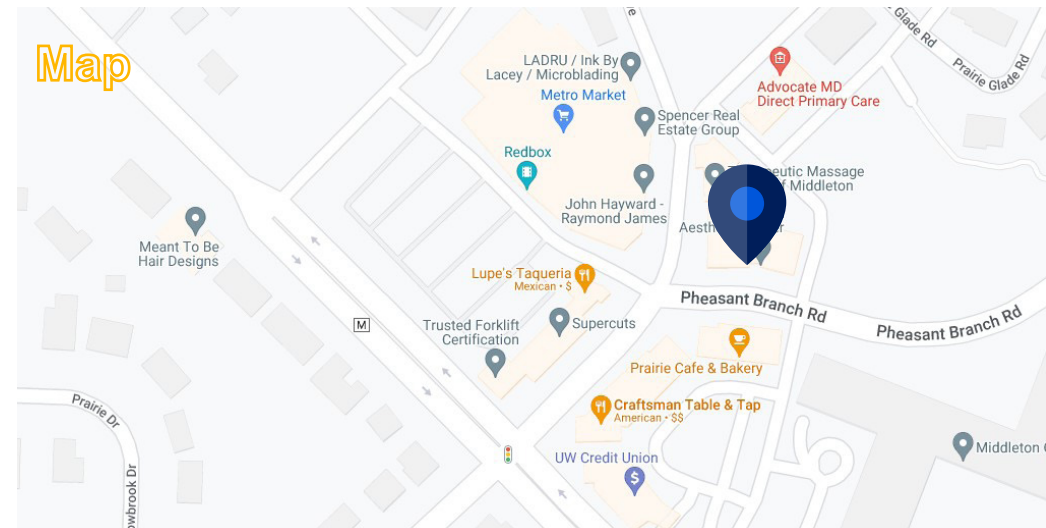 Map
LADRU / Ink By
Lacey / Microblading
Metro Market
Spencer Real
Estate Group
Redbox
John Hayward -
Raymond James
Advocate MD
Direct Primary Care
Glade Rd
Prairie Glade Rd
Massage
Middleton
Meant To Be
Hair Designs
Lupe's Taqueria
Mexican • $
Supercuts
Trusted Forklift
Certification
M
Pheasant Branch Rd
Pheasant Branch Rd
Prairie Cafe & Bakery
Craftsman Table & Tap
American • $$
UW Credit Union
$
Middleton
Prairie Dr